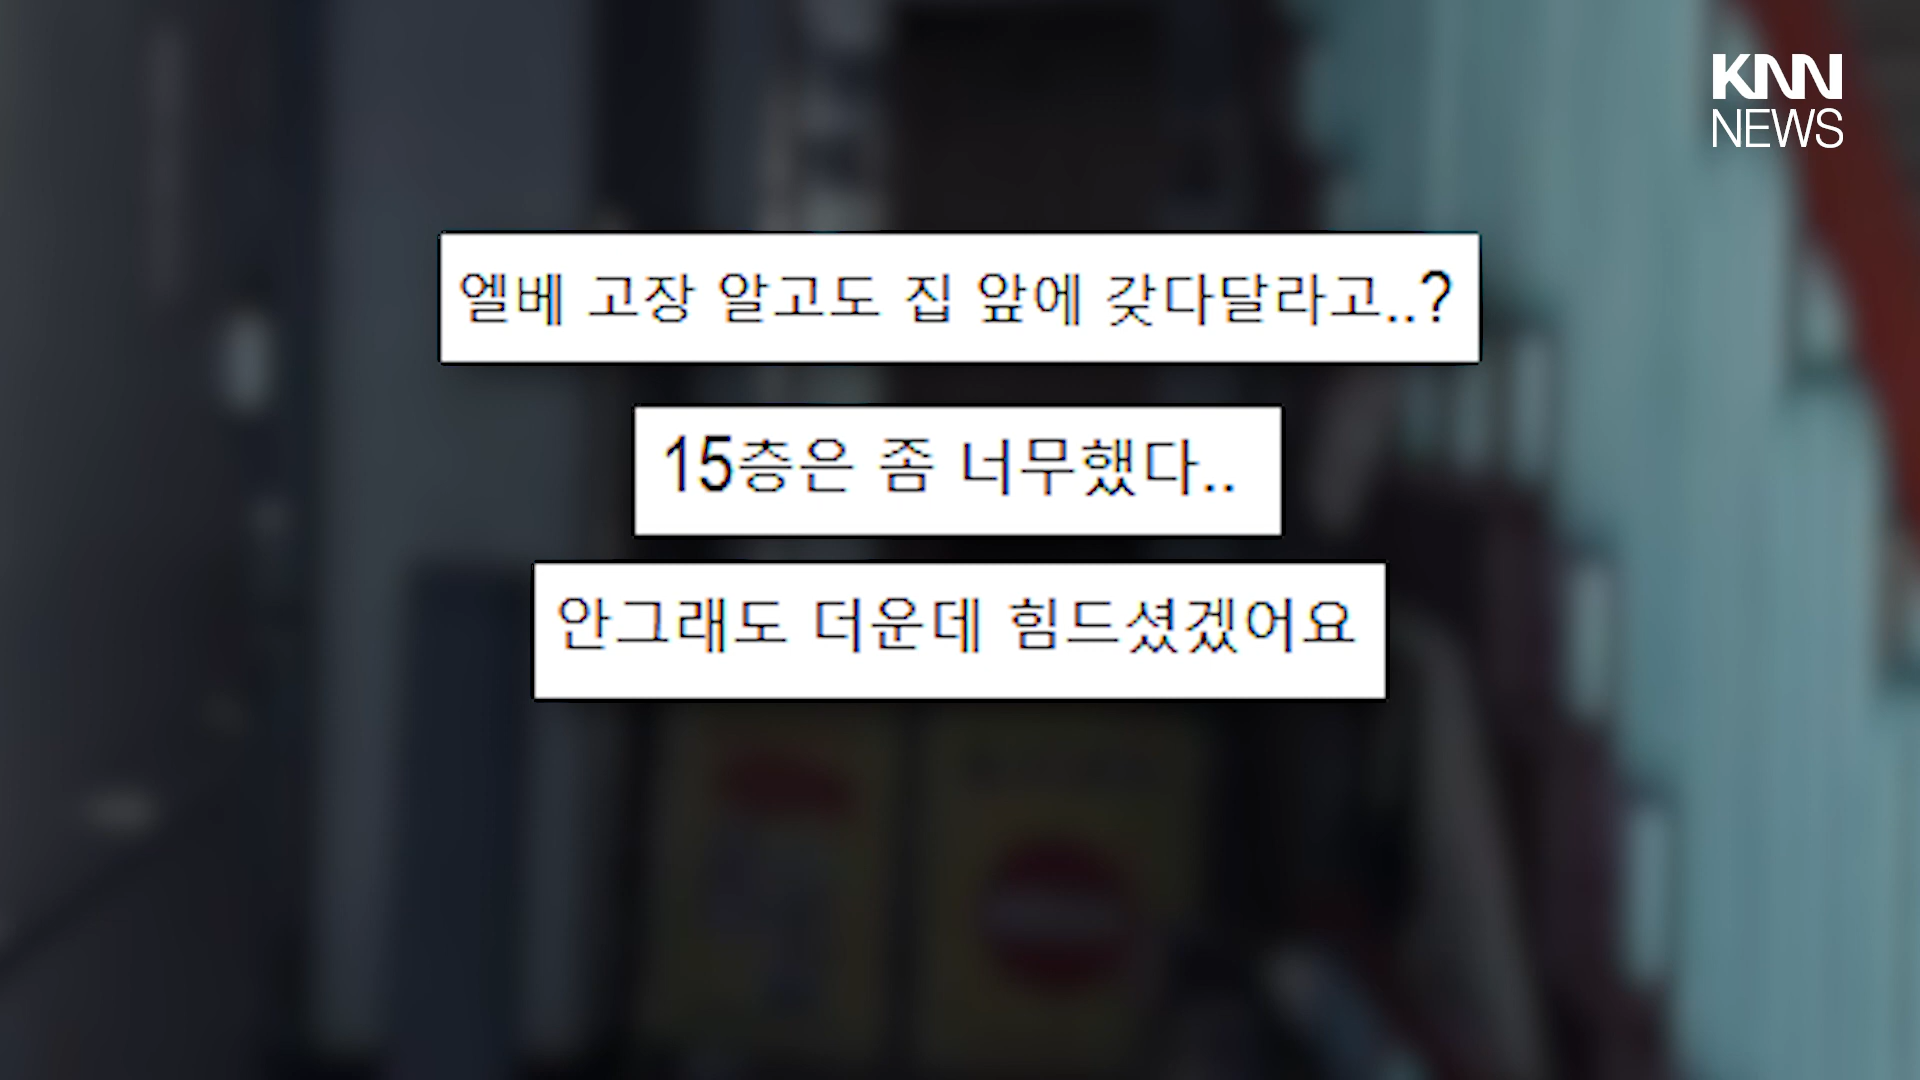 KNN
NEWS
엘베 고장 알고도 집 앞에 갖다달라고..?
15층은 좀 너무했다..
안그래도 더운데 힘드셨겠어요